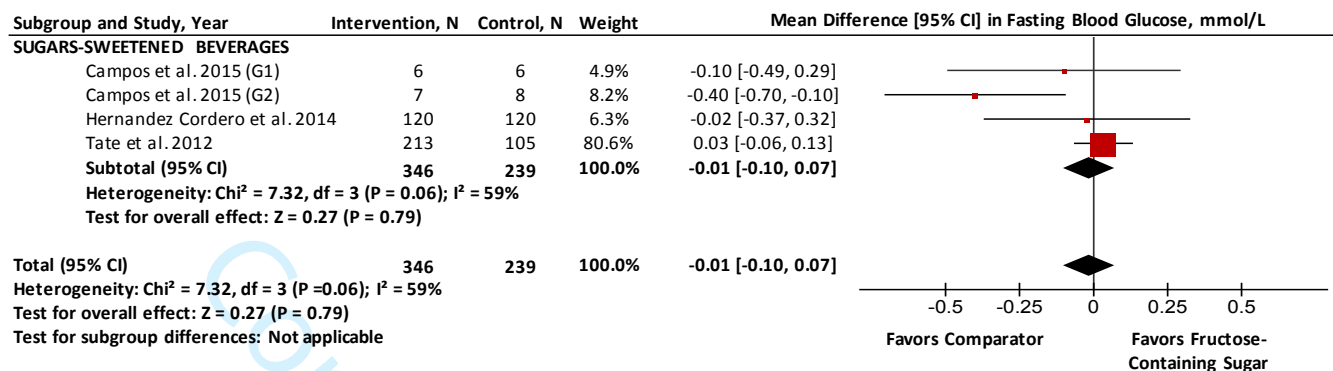 Subgroup and Study, Year Intervention, N Control, N Weight Mean Difference [95% CI] in Fasting Blood Glucose, mmol/L
SUGARS-SWEETENED BEVERAGES
Campos et al. 2015 (G1) 6 6 4.9% -0.10 [-0.49, 0.29]
Campos et al. 2015 (G2) 7 8 8.2% -0.40 [-0.70, -0.10]
Hernandez Cordero et al. 2014 120 120 6.3% -0.02 [-0.37, 0.32]
Tate et al. 2012 213 105 80.6% 0.03 [-0.06, 0.13]
Subtotal (95% CI) 346 239 100.0% -0.01 [-0.10, 0.07]
Heterogeneity: Chi² = 7.32, df = 3 (P = 0.06); I² = 59%
Test for overall effect: Z = 0.27 (P = 0.79)
Total (95% CI) 346 239 100.0% -0.01 [-0.10, 0.07]
Heterogeneity: Chi² = 7.32, df = 3 (P =0.06); I² = 59%
Test for overall effect: Z = 0.27 (P = 0.79)
Test for subgroup differences: Not applicable
-0.5 -0.25 0 0.25 0.5
Favors Comparator Favors Fructose-
Containing Sugar